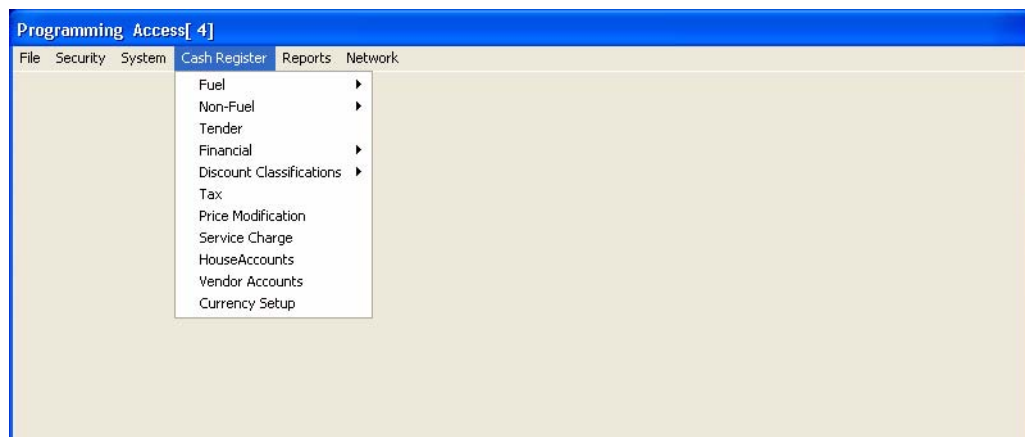 Programming Access[ 4]
File Security System Cash Register Reports Network
Fuel
Non-Fuel
Tender
Financial
Discount Classifications
Tax
Price Modification
Service Charge
HouseAccounts
Vendor Accounts
Currency Setup